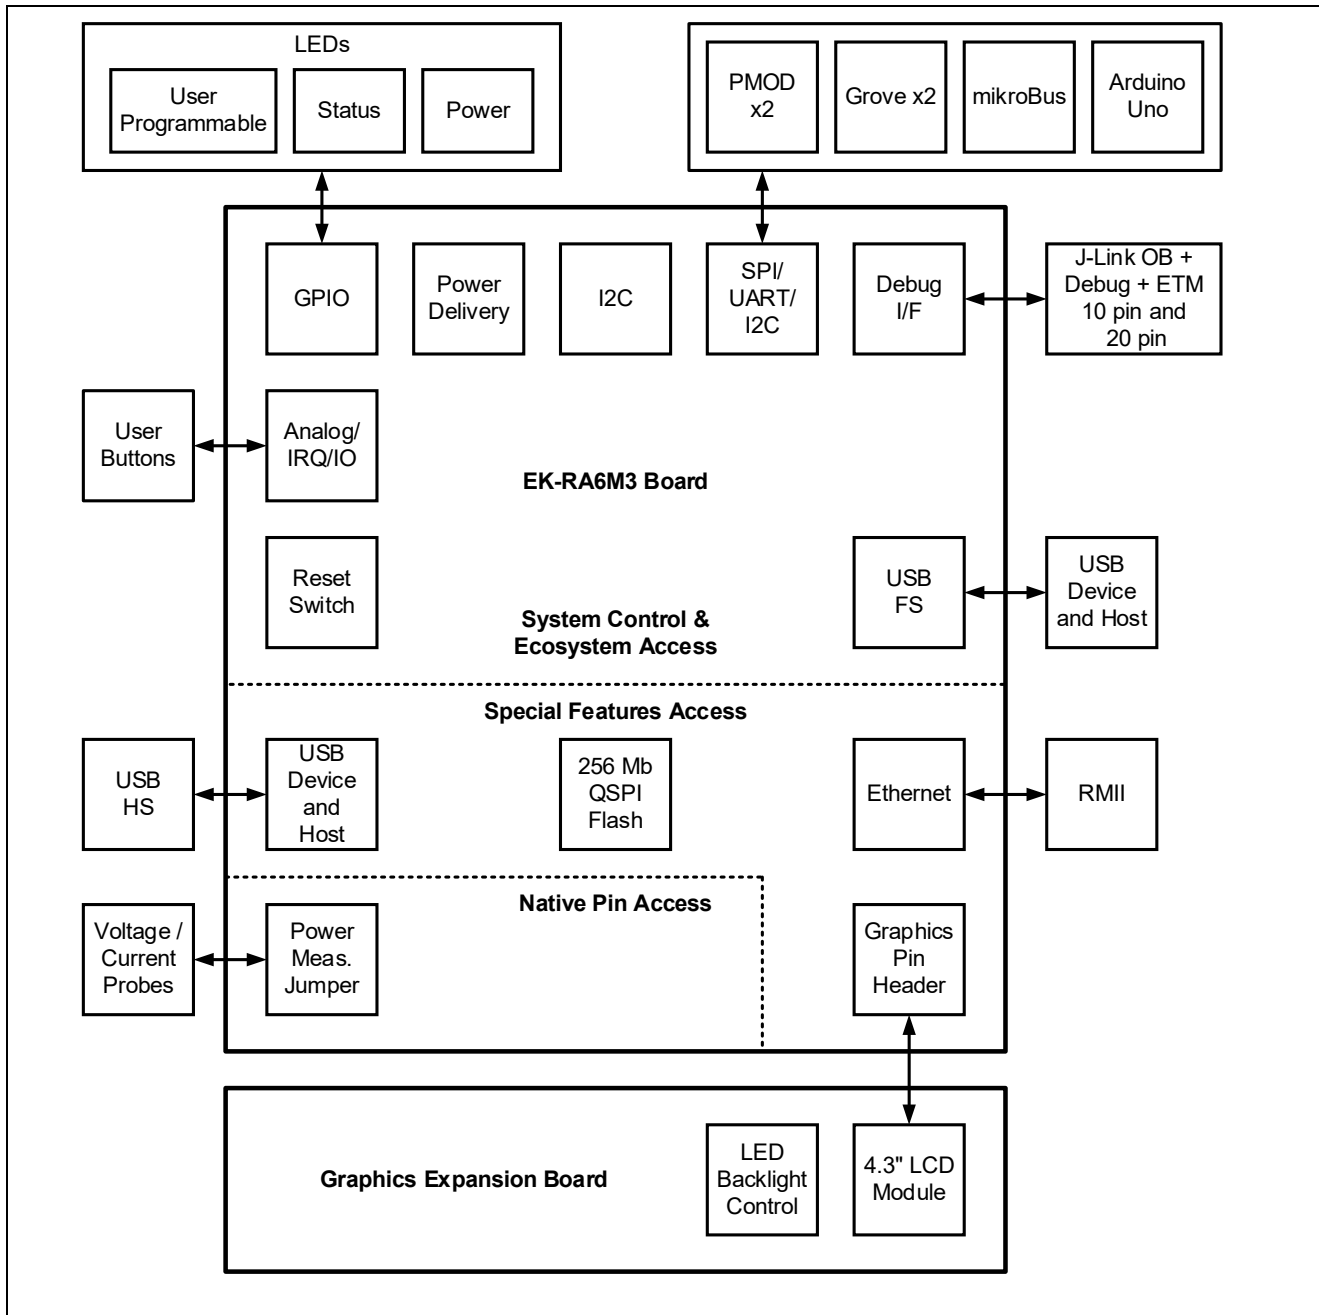 LEDs
User
Programmable
Status
Power
PMOD
x2
Grove x2
mikroBus
Arduino
Uno
GPIO
Power
Delivery
I2C
SPI/
UART/
I2C
Debug
I/F
J-Link OB +
Debug + ETM
10 pin and
20 pin
User
Buttons
Analog/
IRQ/IO
EK-RA6M3 Board
Reset
Switch
System Control &
Ecosystem Access
USB
FS
USB
Device
and Host
Special Features Access
USB
HS
USB
Device
and
Host
256 Mb
QSPI
Flash
Ethernet
RMII
Native Pin Access
Voltage /
Current
Probes
Power
Meas.
Jumper
Graphics
Pin
Header
Graphics Expansion Board
LED
Backlight
Control
4.3" LCD
Module